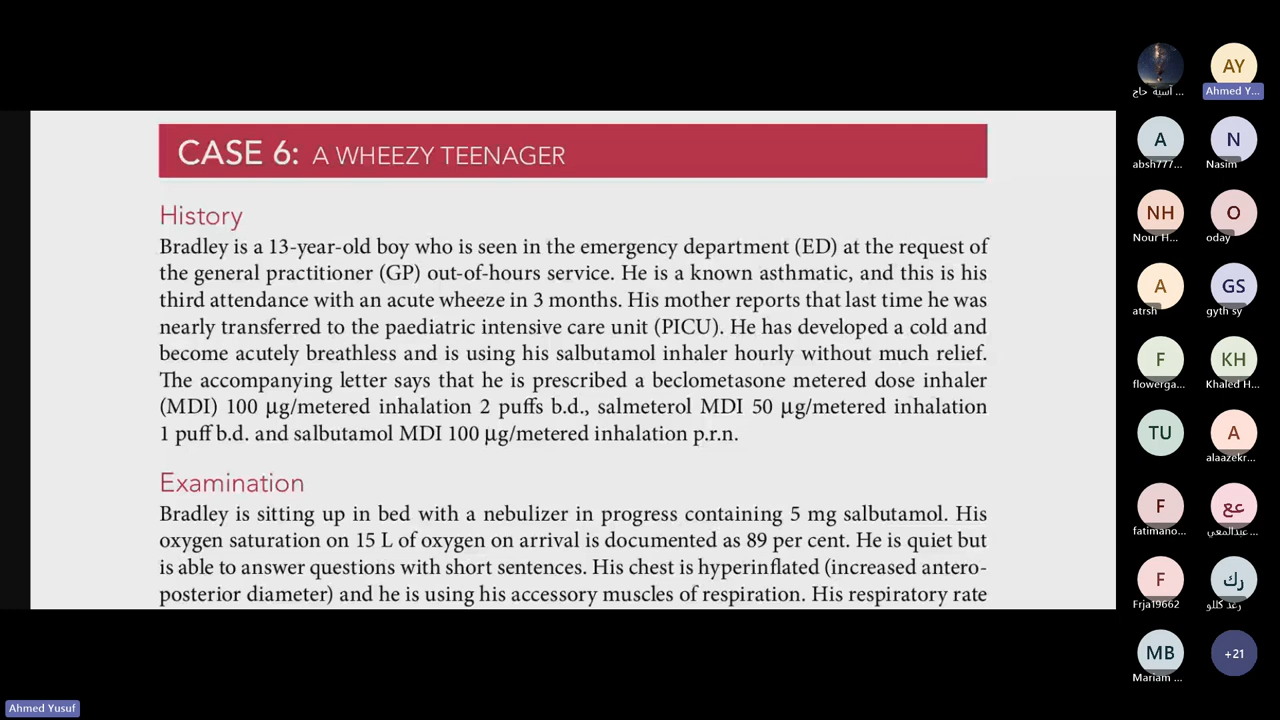 CASE 6: A WHEEZY TEENAGER
History
Bradley is a 13-year-old boy who is seen in the emergency department (ED) at the request of
the general practitioner (GP) out-of-hours service. He is a known asthmatic, and this is his
third attendance with an acute wheeze in 3 months. His mother reports that last time he was
nearly transferred to the paediatric intensive care unit (PICU). He has developed a cold and
become acutely breathless and is using his salbutamol inhaler hourly without much relief.
The accompanying letter says that he is prescribed a beclometasone metered dose inhaler
(MDI) 100 µg/metered inhalation 2 puffs b.d., salmeterol MDI 50 µg/metered inhalation
1 puff b.d. and salbutamol MDI 100 µg/metered inhalation p.r.n.
Examination
Bradley is sitting up in bed with a nebulizer in progress containing 5 mg salbutamol. His
oxygen saturation on 15 L of oxygen on arrival is documented as 89 per cent. He is quiet but
is able to answer questions with short sentences. His chest is hyperinflated (increased antero-
posterior diameter) and he is using his accessory muscles of respiration. His respiratory rate
آسية حاج ...
AY
Ahmed Y...
A
absh777...
N
Nasim
NH
Nour H...
O
oday
A
atrsh
GS
gyth sy
F
flowerga...
KH
Khaled H...
TU
A
alaazekr...
F
fatimano...
عع
عبدالمعي...
F
Frja19662
رك
رغد كللو
MB
Mariam ...
+21
Ahmed Yusuf